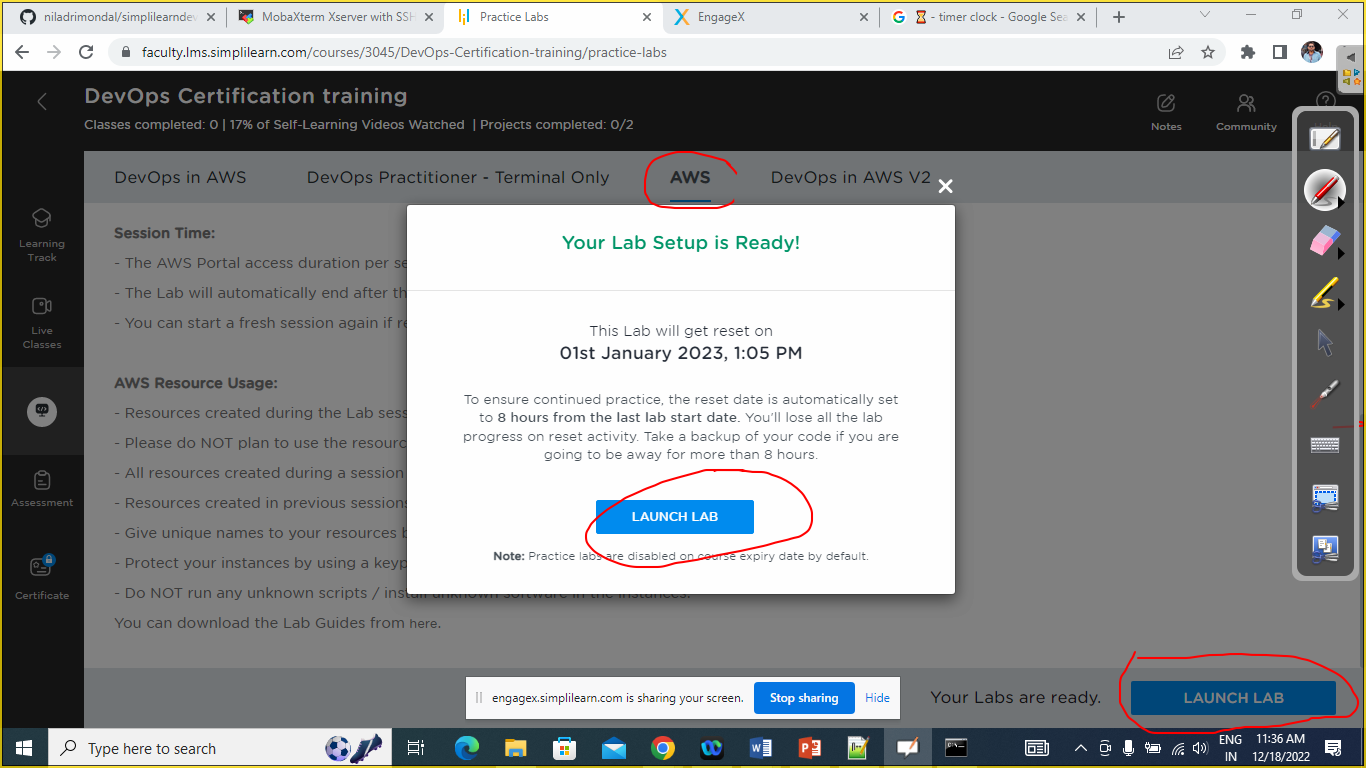 niladrimondal/simplilearndev
MobaXterm Xserver with SSH
Practice Labs
EngageX
- timer clock - Google Sea
faculty.lms.simplilearn.com/courses/3045/DevOps-Certification-training/practice-labs
DevOps Certification training
Classes completed: 0 | 17% of Self-Learning Videos Watched | Projects completed: 0/2
Notes
Community
DevOps in AWS
DevOps Practitioner - Terminal Only
AWS
DevOps in AWS V2
Learning
Track
Live
Classes
Assessment
Certificate
Session Time:
- The AWS Portal access duration per se
- The Lab will automatically end after th
- You can start a fresh session again if re
AWS Resource Usage:
- Resources created during the Lab sess
- Please do NOT plan to use the resourc
- All resources created during a session
- Resources created in previous sessions
- Give unique names to your resources b
- Protect your instances by using a keyp
- Do NOT run any unknown scripts / install unknown software in the instances.
You can download the Lab Guides from here.
Your Lab Setup is Ready!
This Lab will get reset on
01st January 2023, 1:05 PM
To ensure continued practice, the reset date is automatically set
to 8 hours from the last lab start date. You'll lose all the lab
progress on reset activity. Take a backup of your code if you are
going to be away for more than 8 hours.
LAUNCH LAB
Note: Practice labs are disabled on course expiry date by default.
engagex.simplilearn.com is sharing your screen.
Stop sharing
Hide
Your Labs are ready.
LAUNCH LAB
Type here to search
ENG
IN
11:36 AM
12/18/2022